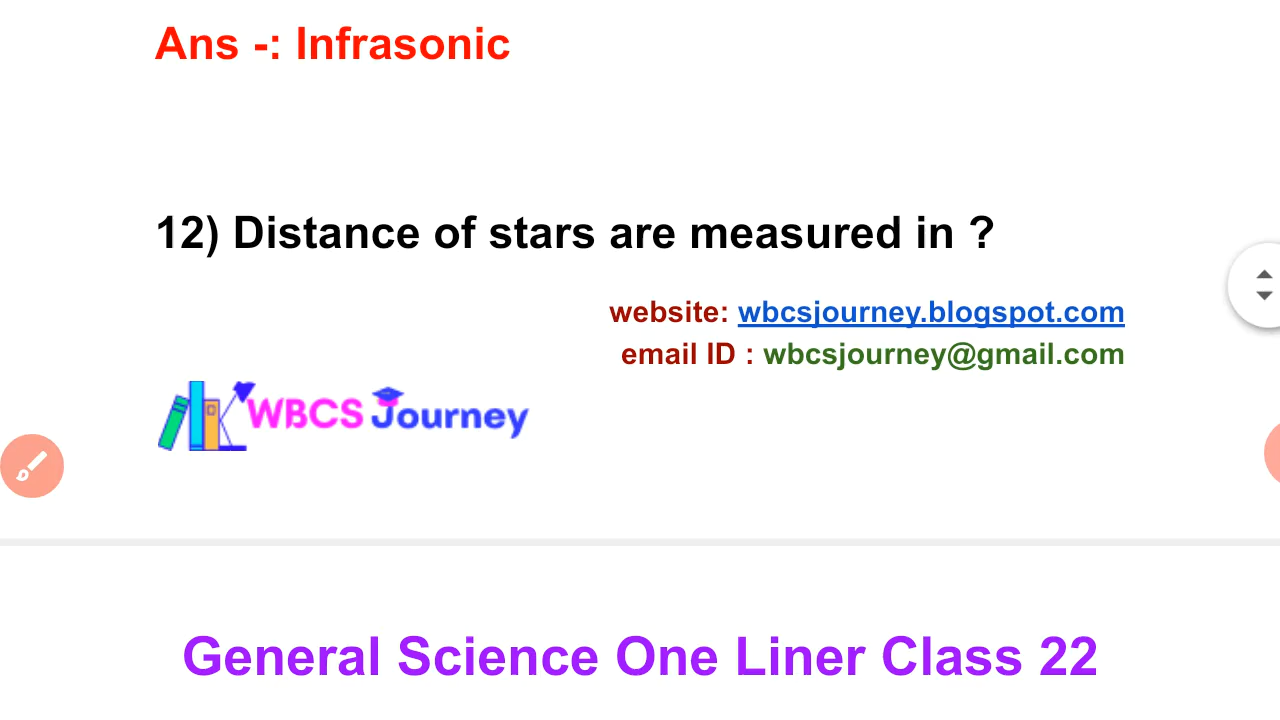 Ans -: Infrasonic
12) Distance of stars are measured in ?
website: wbcsjourney.blogspot.com
email ID : wbcsjourney@gmail.com
WBCS Journey
General Science One Liner Class 22